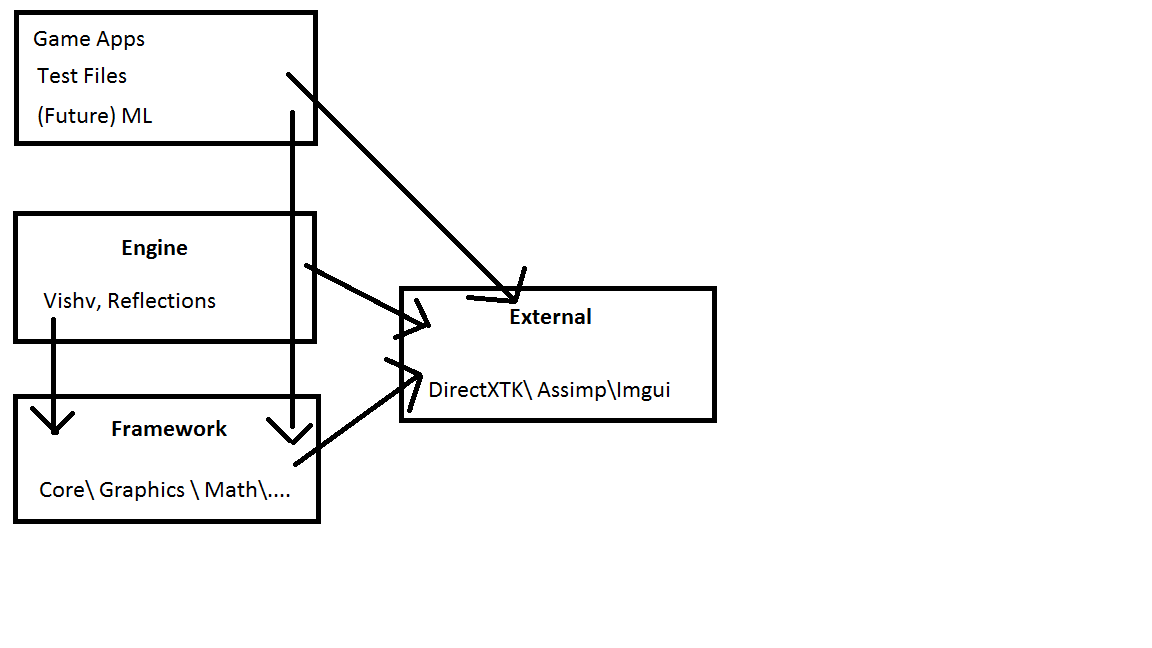 Game Apps
Test Files
(Future) ML
Engine
Vishv, Reflections
Framework
Core\ Graphics \ Math\....
External
DirectXTK\ Assimp\Imgui